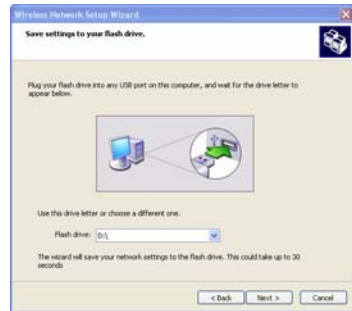 Wireless Network Setup Wizard
Save settings to your flash drive.
Plug your flash drive into any USB port on this computer, and wait for the drive letter to
appear below.
Use this drive letter or choose a different one.
Flash drive: D:\
The wizard will save your network settings to the flash drive. This could take up to 30
seconds
< Back Next > Cancel